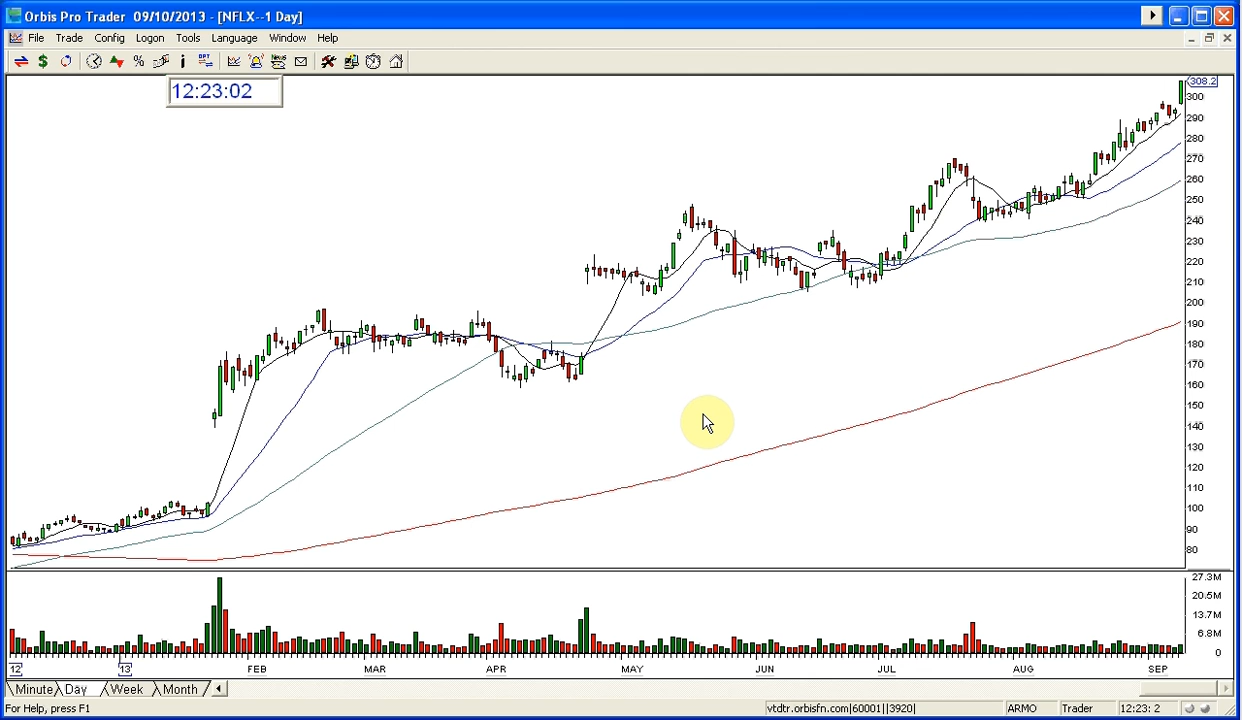 Orbis Pro Trader 09/10/2013 - [NFLX--1 Day]
File Trade Config Logon Tools Language Window Help
$ % i OPT News
12:23:02
308.2
300
290
280
270
260
250
240
230
220
210
200
190
180
170
160
150
140
130
120
110
100
90
80
27.3M
20.5M
13.7M
6.8M
0
12 13 FEB MAR APR MAY JUN JUL AUG SEP
Minute Day Week Month
For Help, press F1 vtdtr.orbisfn.com|60001||3920| ARMO Trader 12:23: 2